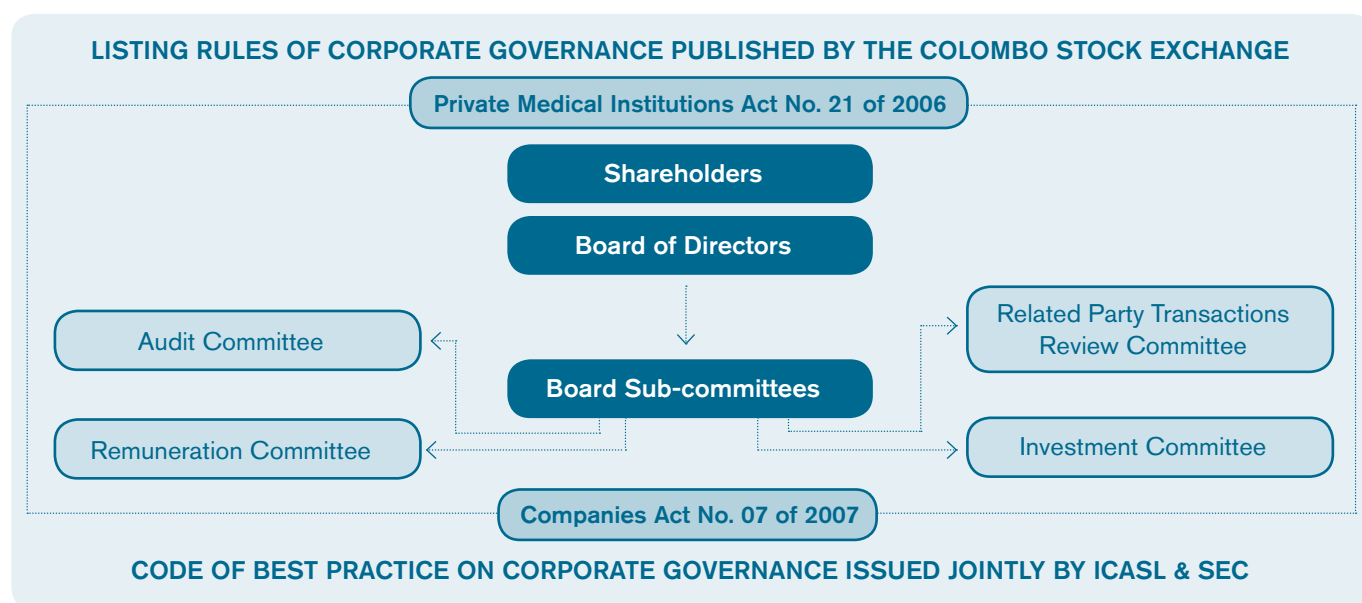 LISTING RULES OF CORPORATE GOVERNANCE PUBLISHED BY THE COLOMBO STOCK EXCHANGE
Private Medical Institutions Act No. 21 of 2006
Shareholders
Board of Directors
Audit Committee
Related Party Transactions
Review Committee
Board Sub-committees
Remuneration Committee
Investment Committee
Companies Act No. 07 of 2007
CODE OF BEST PRACTICE ON CORPORATE GOVERNANCE ISSUED JOINTLY BY ICASL & SEC